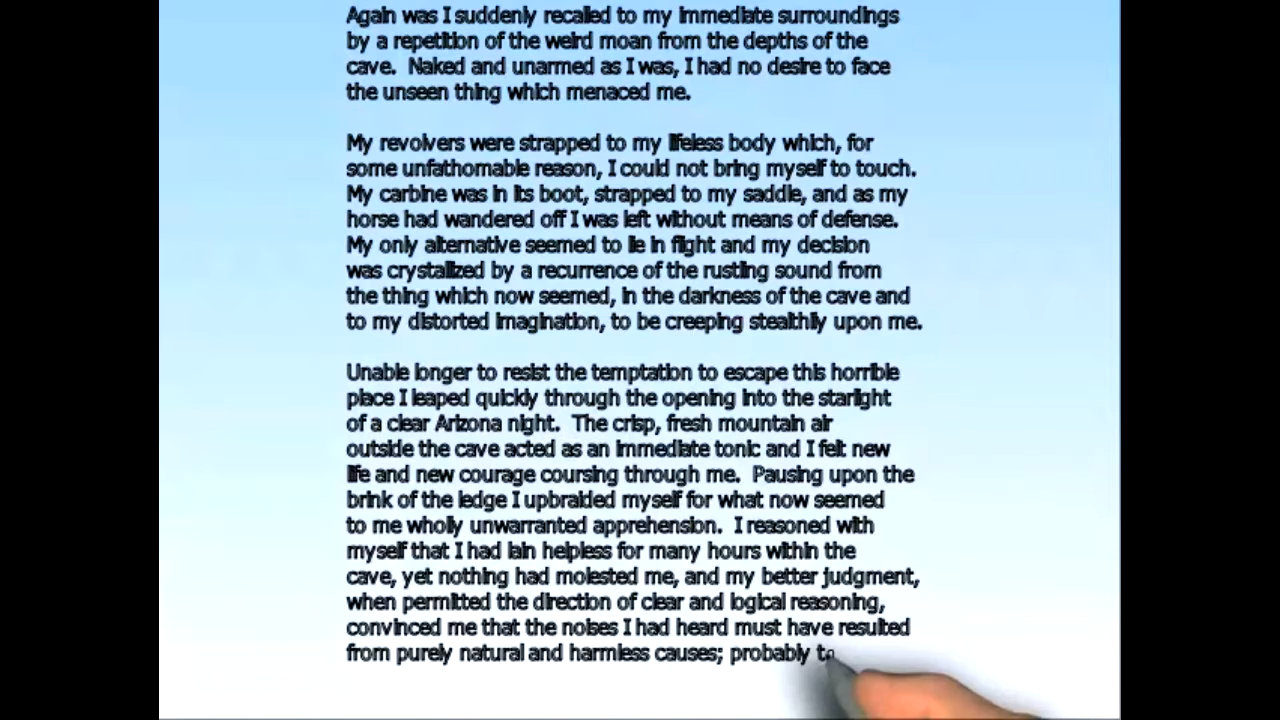 Again was I suddenly recalled to my immediate surroundings
by a repetition of the weird moan from the depths of the
cave. Naked and unarmed as I was, I had no desire to face
the unseen thing which menaced me.
My revolvers were strapped to my lifeless body which, for
some unfathomable reason, I could not bring myself to touch.
My carbine was in its boot, strapped to my saddle, and as my
horse had wandered off I was left without means of defense.
My only alternative seemed to lie in flight and my decision
was crystallized by a recurrence of the rustling sound from
the thing which now seemed, in the darkness of the cave and
to my distorted imagination, to be creeping stealthily upon me.
Unable longer to resist the temptation to escape this horrible
place I leaped quickly through the opening into the starlight
of a clear Arizona night. The crisp, fresh mountain air
outside the cave acted as an immediate tonic and I felt new
life and new courage coursing through me. Pausing upon the
brink of the ledge I upbraided myself for what now seemed
to me wholly unwarranted apprehension. I reasoned with
myself that I had lain helpless for many hours within the
cave, yet nothing had molested me, and my better judgment,
when permitted the direction of clear and logical reasoning,
convinced me that the noises I had heard must have resulted
from purely natural and harmless causes; probably